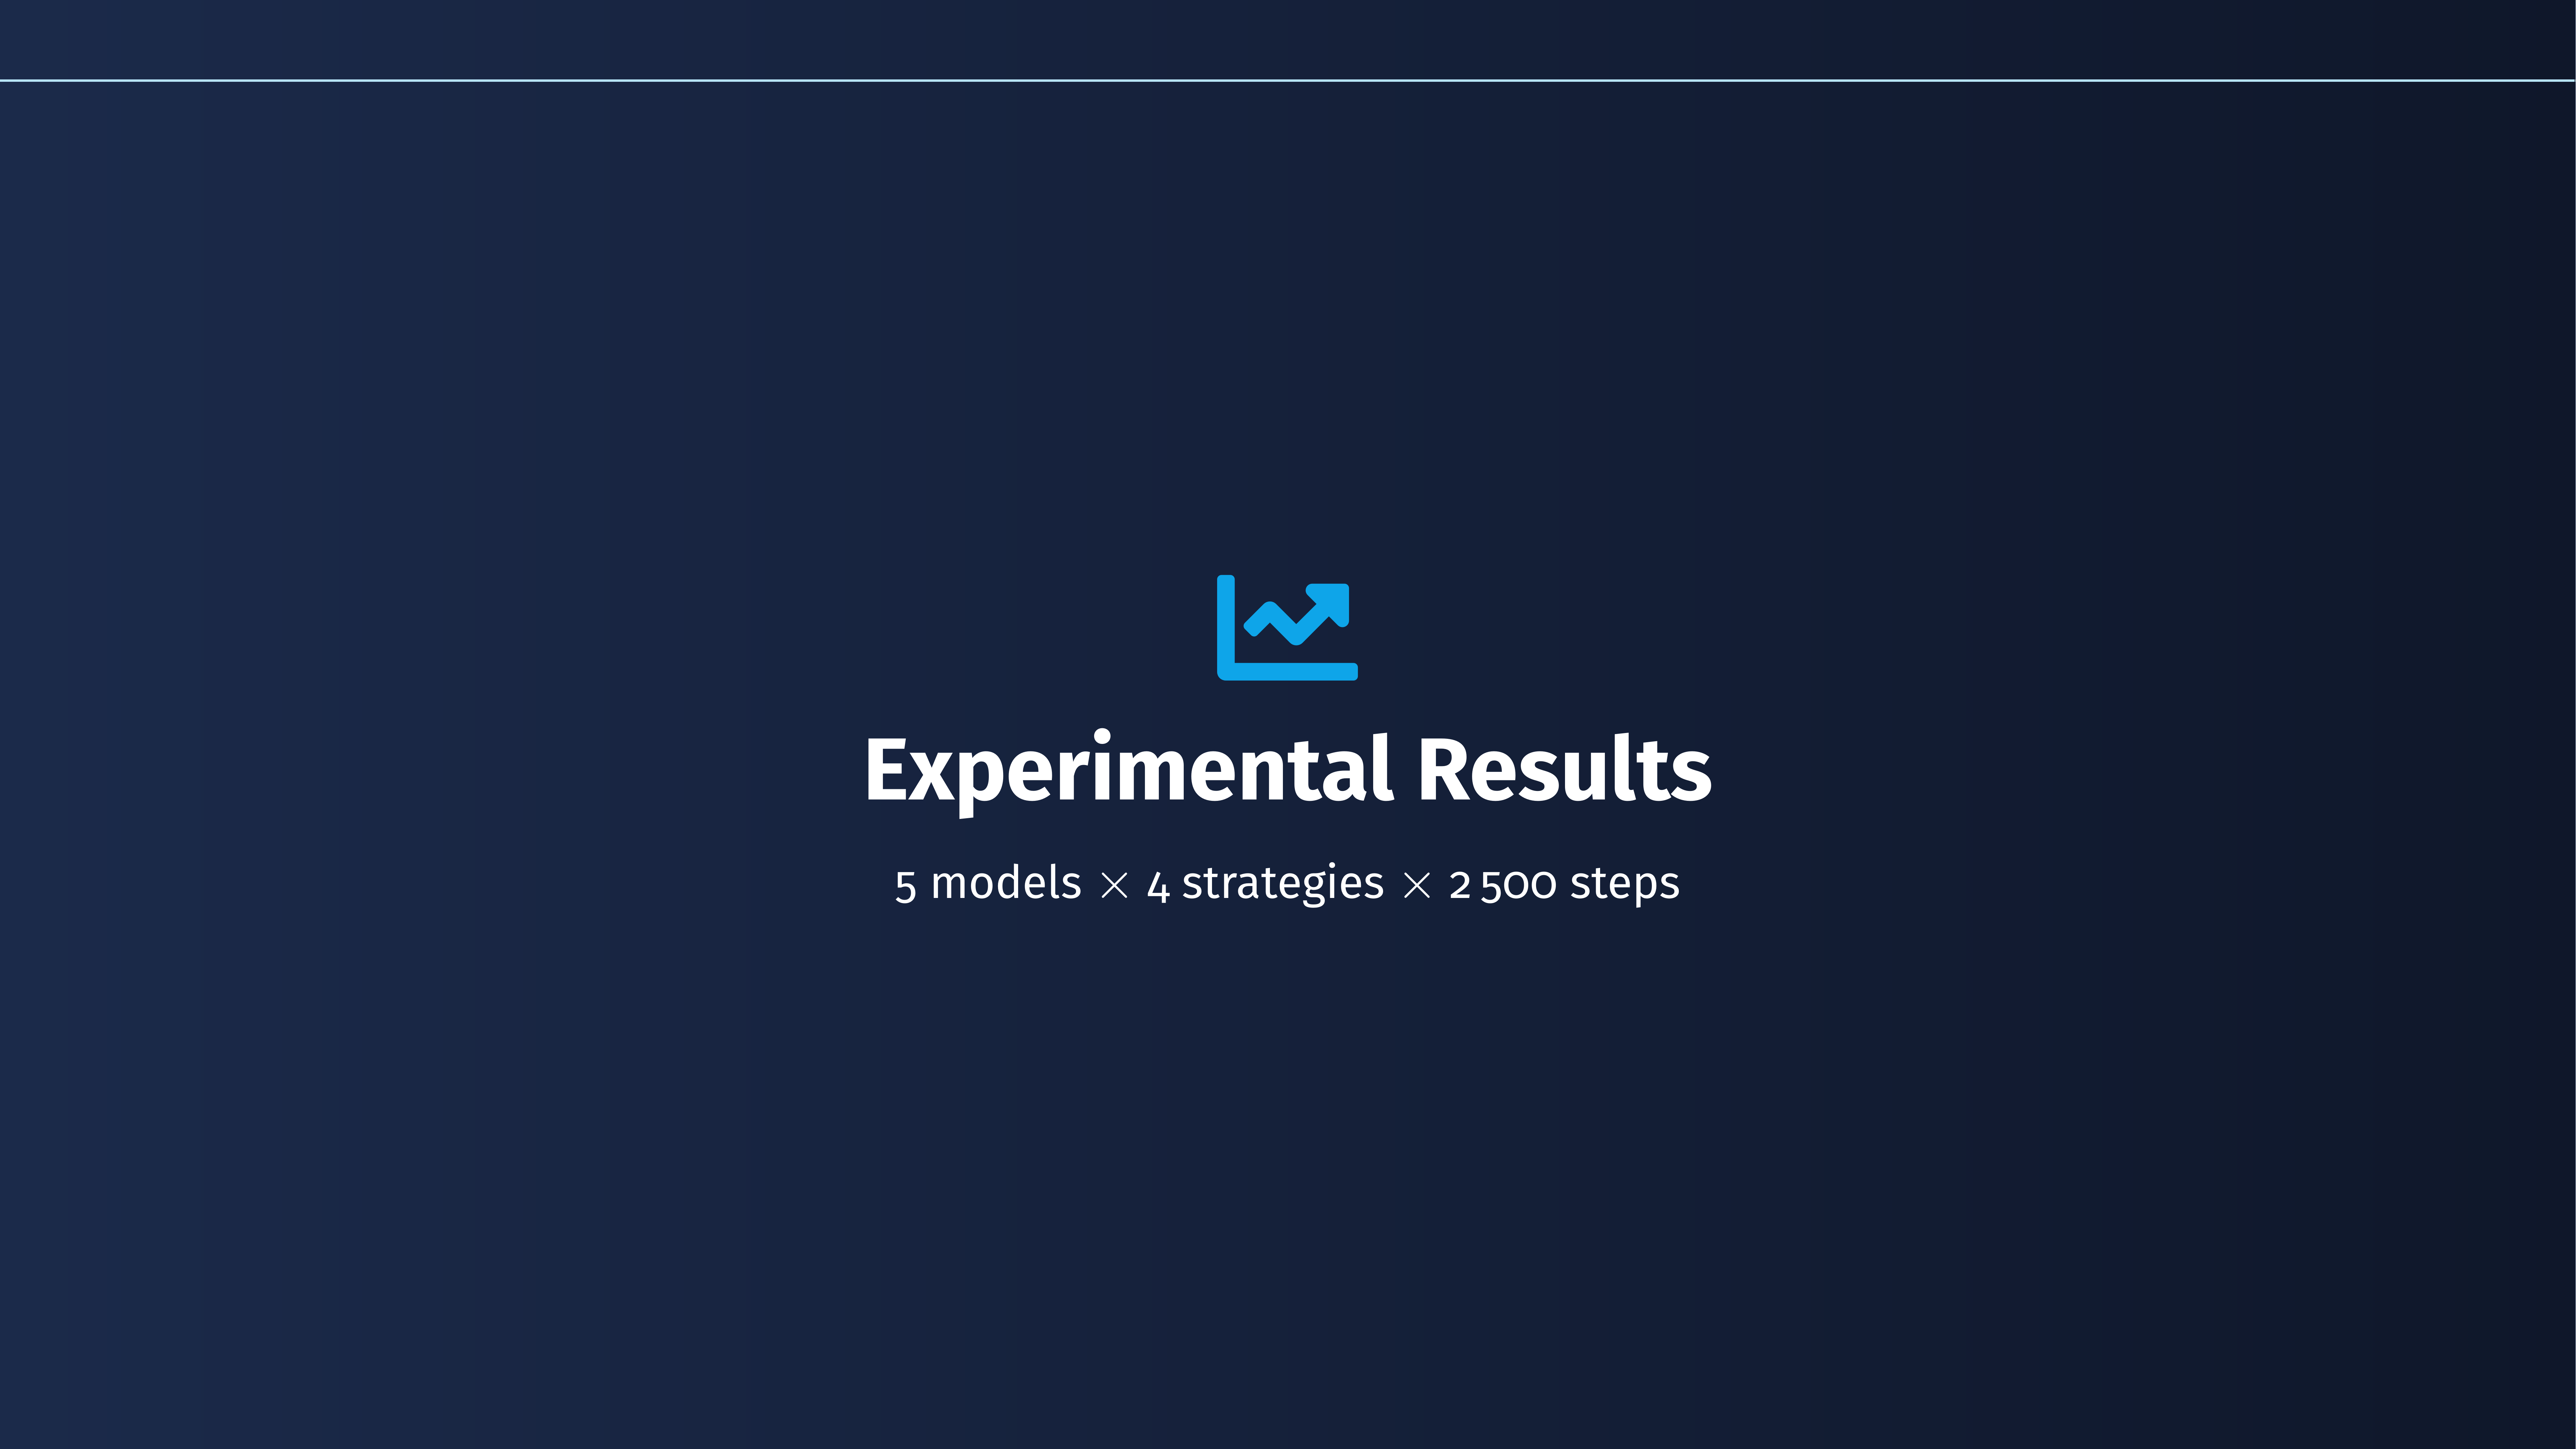 Experimental Results
5 models × 4 strategies × 2 500 steps